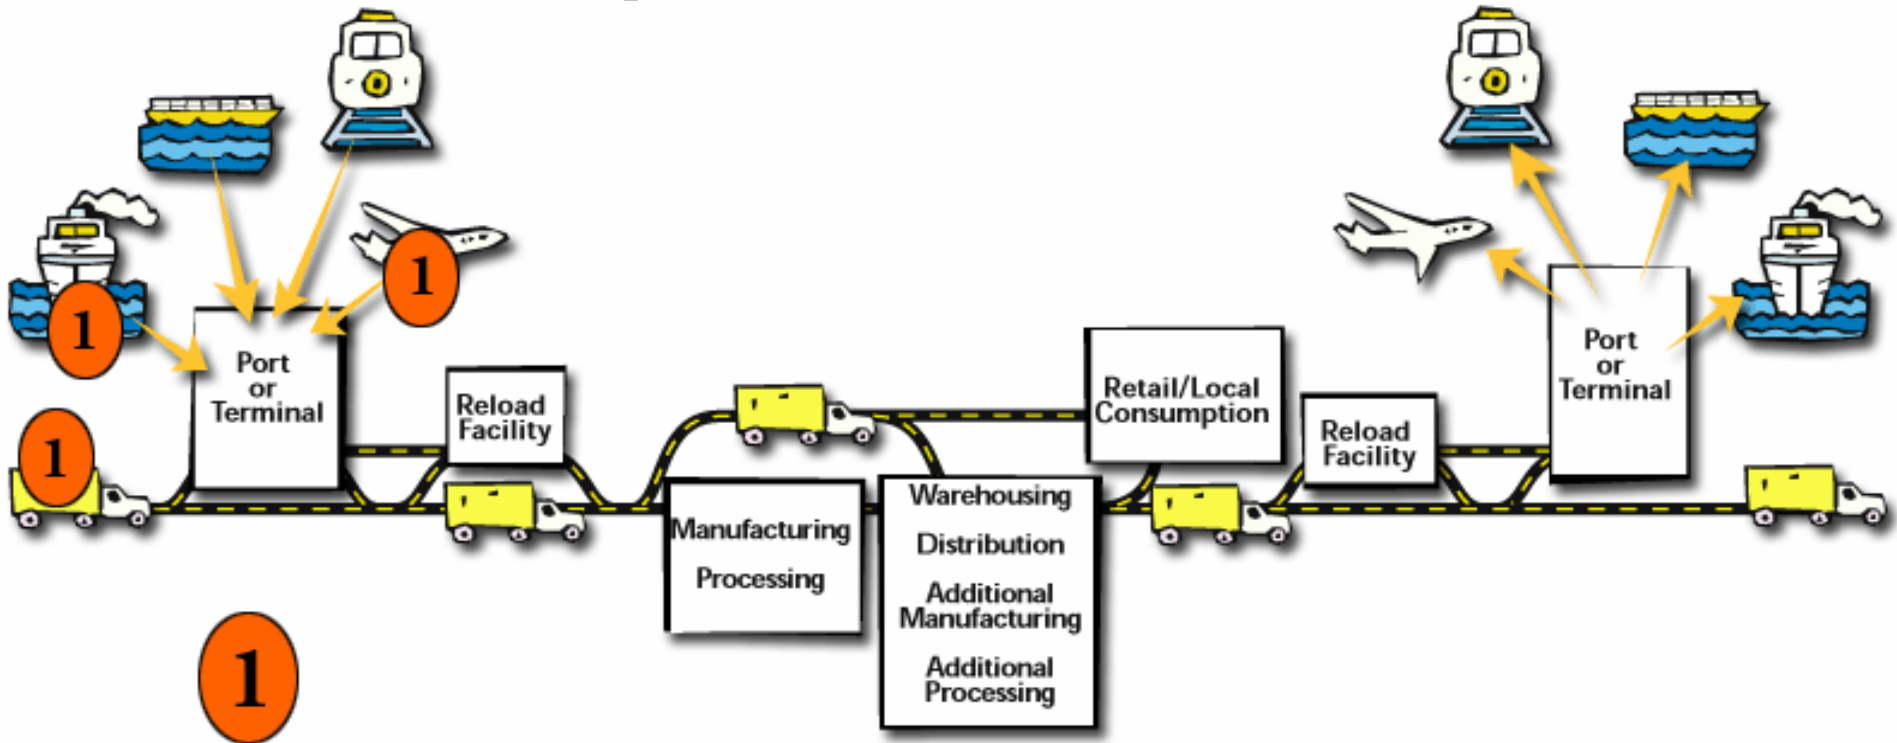 1
1
1
Port
or
Terminal
Reload
Facility
Manufacturing
Processing
Warehousing
Distribution
Additional
Manufacturing
Additional
Processing
Retail/Local
Consumption
Reload
Facility
Port
or
Terminal
1